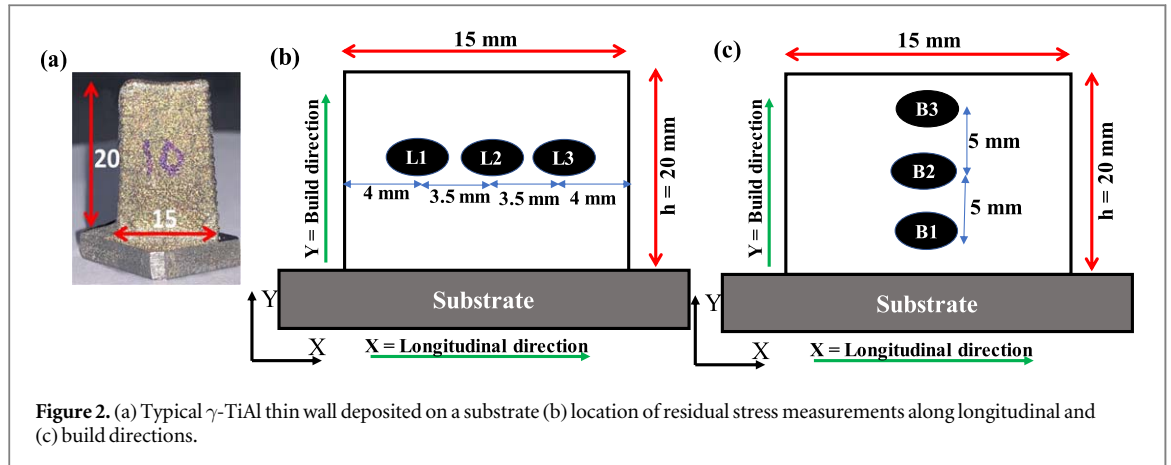 (a)
20
10
15
(b)
15 mm
Y = Build direction
L1 L2 L3
4 mm 3.5 mm 3.5 mm 4 mm
h = 20 mm
Substrate
Y
X
X = Longitudinal direction
(c)
15 mm
Y = Build direction
B3
5 mm
B2
5 mm
B1
h = 20 mm
Substrate
Y
X
X = Longitudinal direction
Figure 2. (a) Typical γ-TiAl thin wall deposited on a substrate (b) location of residual stress measurements along longitudinal and
(c) build directions.